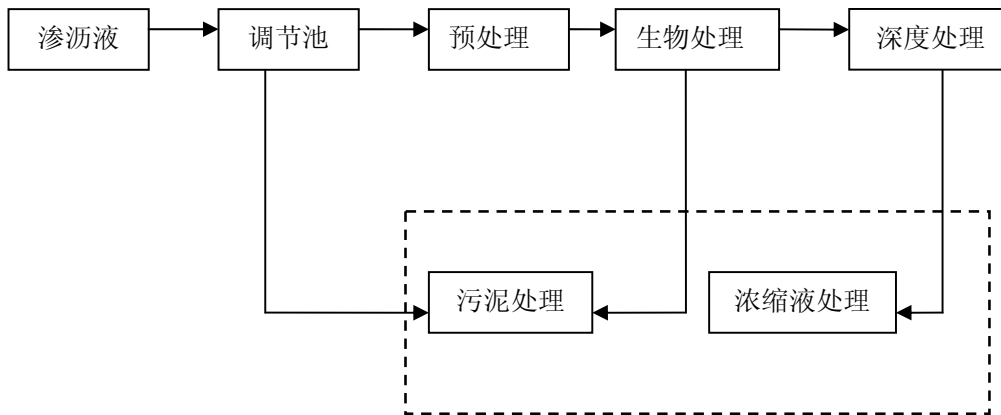 渗沥液
调节池
预处理
生物处理
深度处理
污泥处理
浓缩液处理